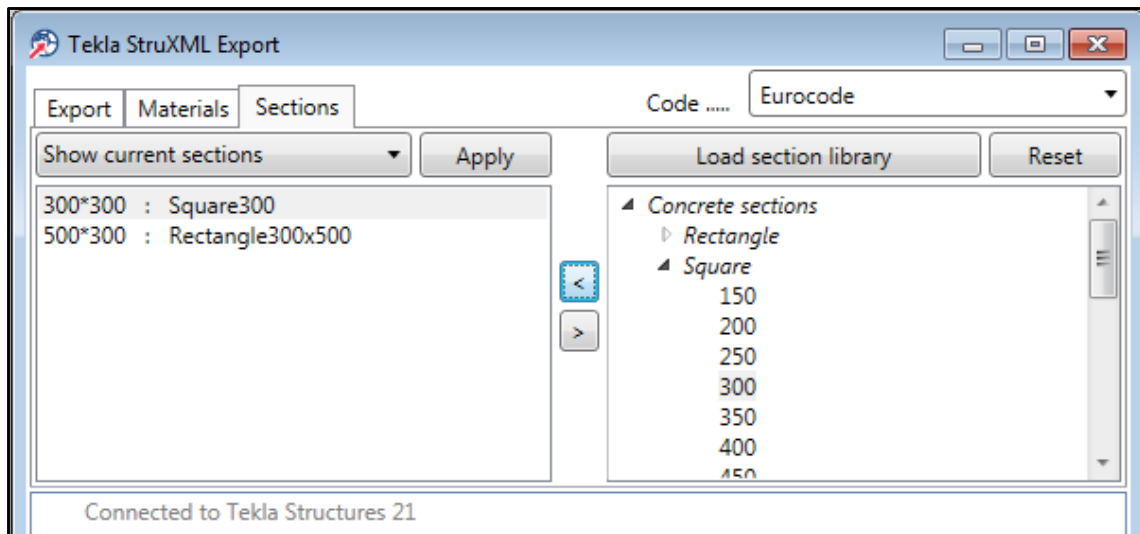 Tekla StruXML Export
Export Materials Sections Code ..... Eurocode
Show current sections Apply Load section library Reset
300*300 : Square300
500*300 : Rectangle300x500
<
>
Concrete sections
Rectangle
Square
150
200
250
300
350
400
450
Connected to Tekla Structures 21